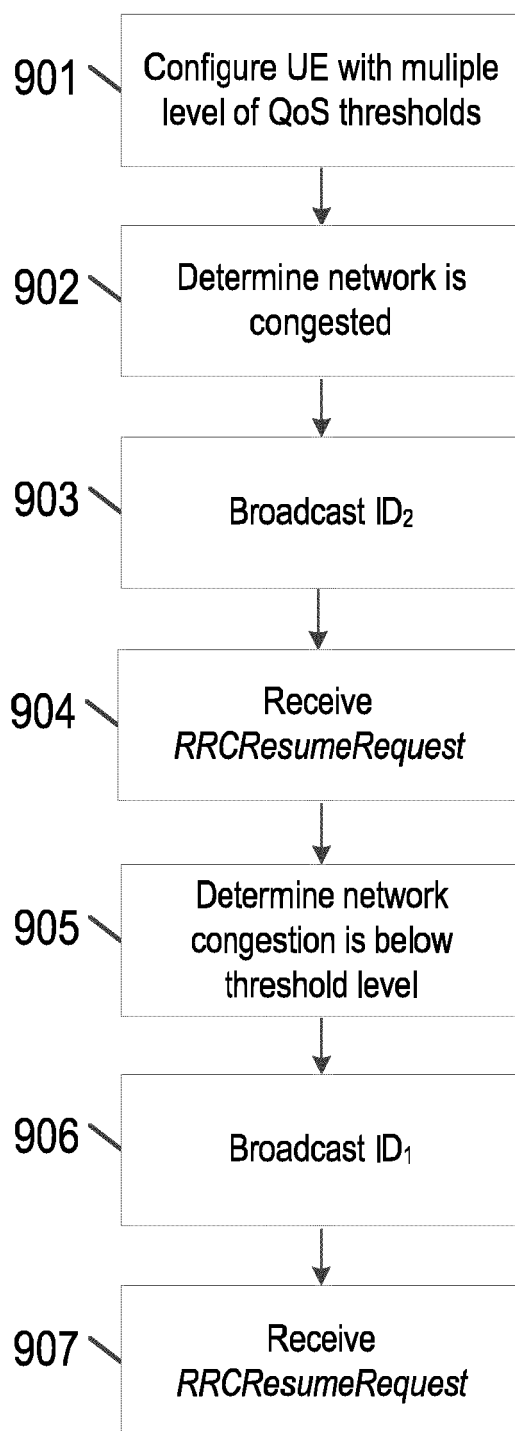 901
Configure UE with muliple
level of QoS thresholds
902
Determine network is
congested
903
Broadcast ID₂
904
Receive
RRCResumeRequest
905
Determine network
congestion is below
threshold level
906
Broadcast ID₁
907
Receive
RRCResumeRequest